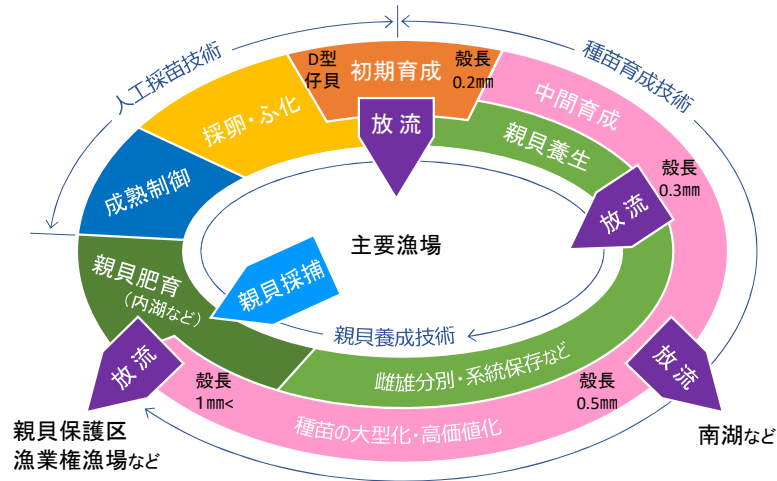 人工採苗技術
種苗育成技術
D型
仔貝
初期育成
殻長
0.2㎜
中間育成
採卵・ふ化
放流
親貝養生
殻長
0.3㎜
成熟制御
放流
主要漁場
親貝肥育
(内湖など)
親貝採捕
親貝養成技術
放流
雌雄分別・系統保存など
放流
殻長
1㎜<
殻長
0.5㎜
種苗の大型化・高価値化
親貝保護区
漁業権漁場など
南湖など